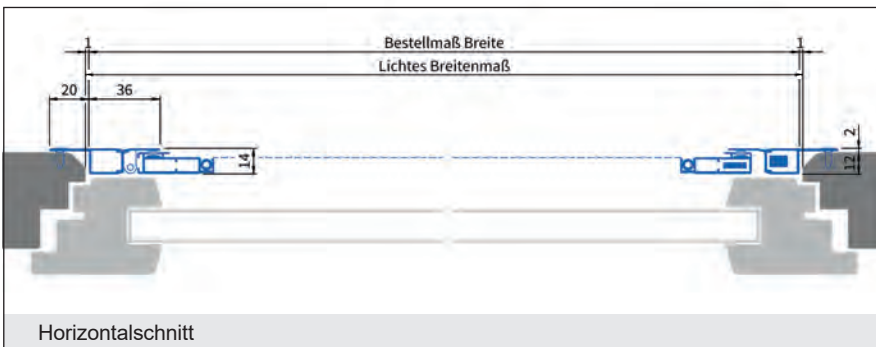 1 Bestellmaß Breite 1
Lichtes Breitenmaß
20 36
14
2
12
Horizontalschnitt